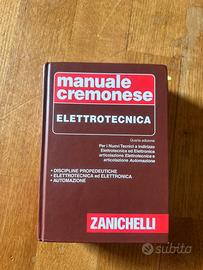 manuale
cremonese
ELETTROTECNICA
Quarta edizione
Per i Nuovi Tecnici a indirizzo
Elettrotecnica ed Elettronica
articolazione Elettrotecnica e
articolazione Automazione
• DISCIPLINE PROPEDEUTICHE
• ELETTROTECNICA ed ELETTRONICA
• AUTOMAZIONE
ZANICHELLI
subito